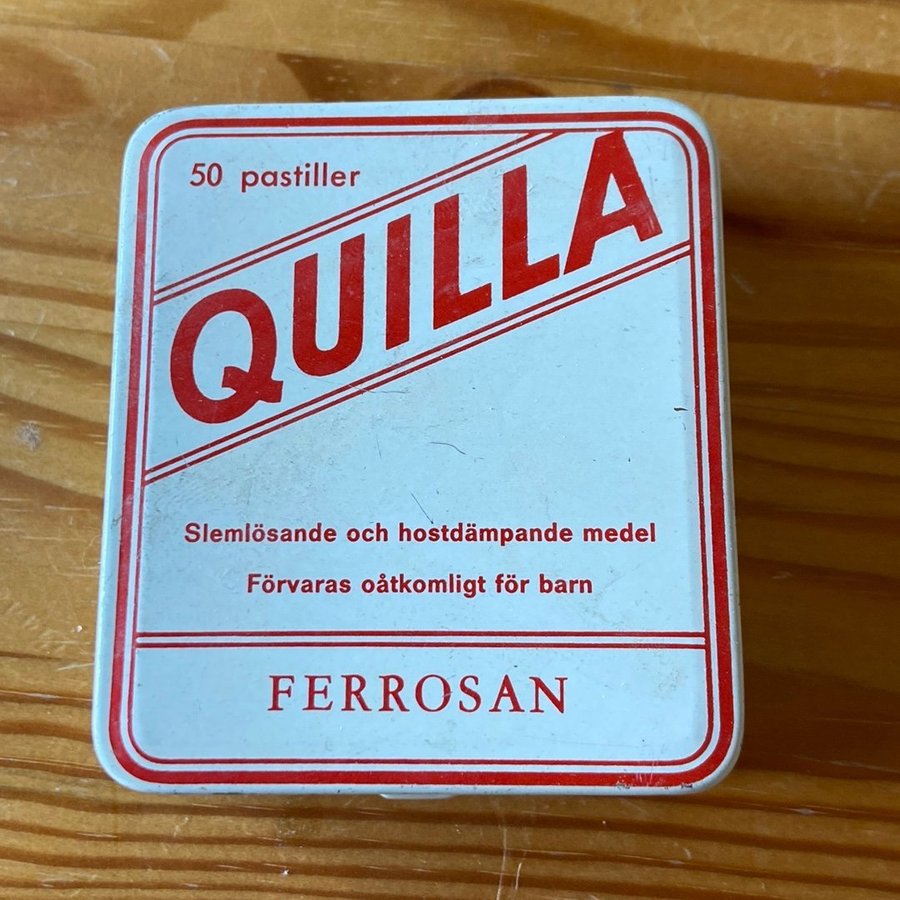 50 pastiller
QUILLA
Slemlösande och hostdämpande medel
Förvaras oåtkomligt för barn
FERROSAN